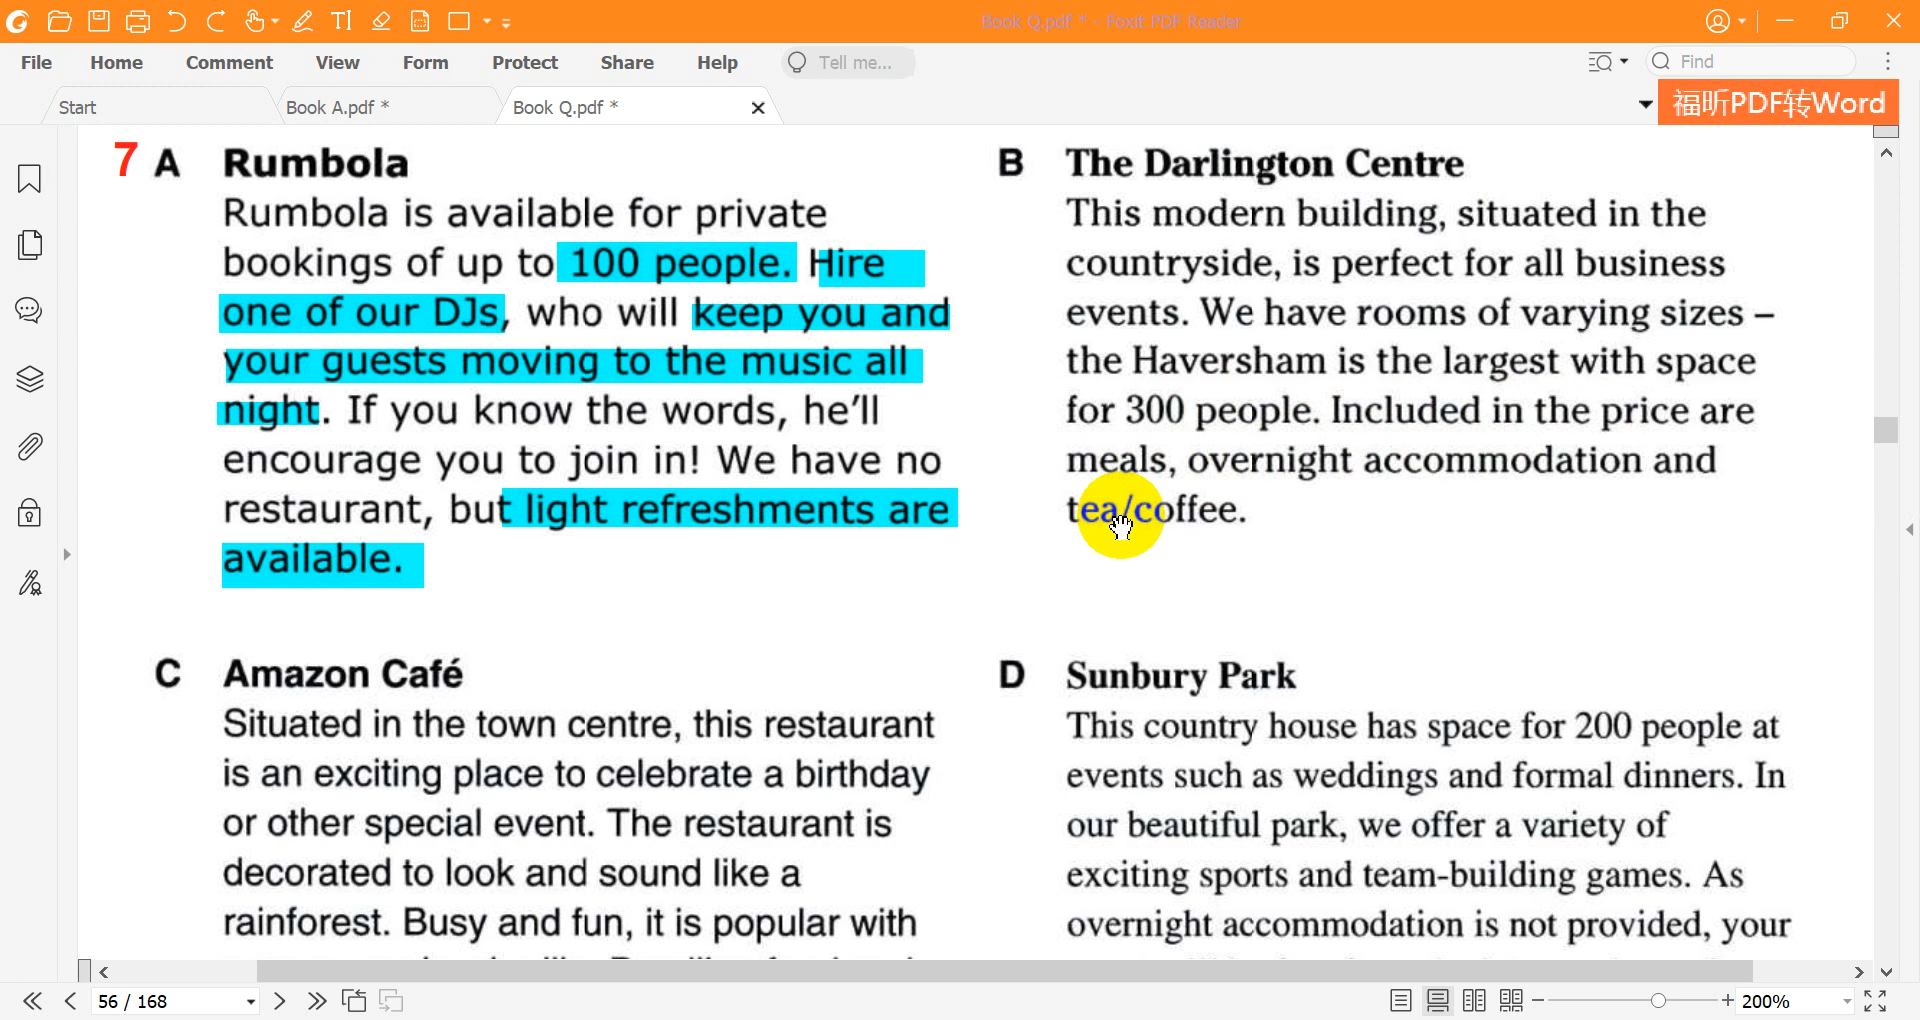 Book Q.pdf * - Foxit PDF Reader
File Home Comment View Form Protect Share Help Tell me... Find
Start Book A.pdf * Book Q.pdf * 福昕PDF转Word
7 A Rumbola
Rumbola is available for private
bookings of up to 100 people. Hire
one of our DJs, who will keep you and
your guests moving to the music all
night. If you know the words, he'll
encourage you to join in! We have no
restaurant, but light refreshments are
available.
B The Darlington Centre
This modern building, situated in the
countryside, is perfect for all business
events. We have rooms of varying sizes –
the Haversham is the largest with space
for 300 people. Included in the price are
meals, overnight accommodation and
tea/coffee.
C Amazon Café
Situated in the town centre, this restaurant
is an exciting place to celebrate a birthday
or other special event. The restaurant is
decorated to look and sound like a
rainforest. Busy and fun, it is popular with
D Sunbury Park
This country house has space for 200 people at
events such as weddings and formal dinners. In
our beautiful park, we offer a variety of
exciting sports and team-building games. As
overnight accommodation is not provided, your
56 / 168 200%